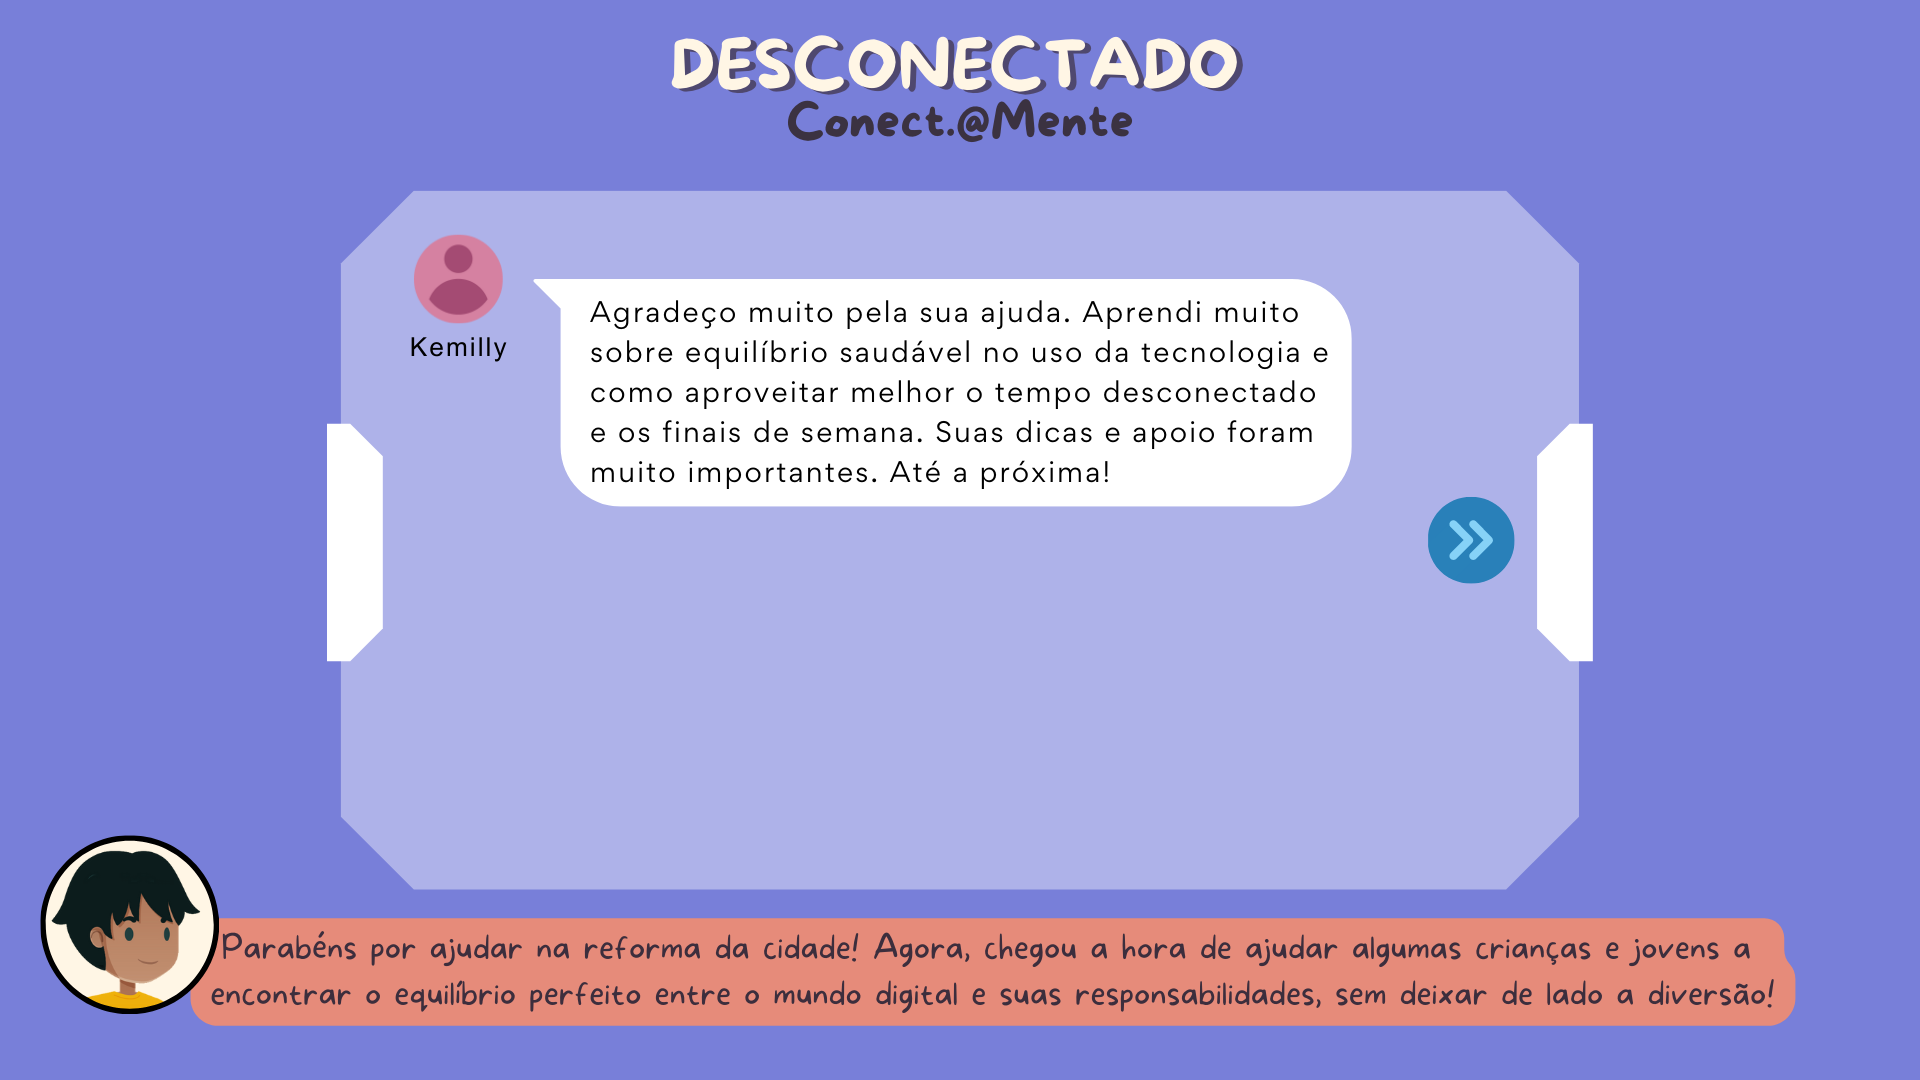 DESCONECTADO
Conect.@Mente
Kemilly
Agradeço muito pela sua ajuda. Aprendi muito
sobre equilíbrio saudável no uso da tecnologia e
como aproveitar melhor o tempo desconectado
e os finais de semana. Suas dicas e apoio foram
muito importantes. Até a próxima!
Parabéns por ajudar na reforma da cidade! Agora, chegou a hora de ajudar algumas crianças e jovens a
encontrar o equilíbrio perfeito entre o mundo digital e suas responsabilidades, sem deixar de lado a diversão!